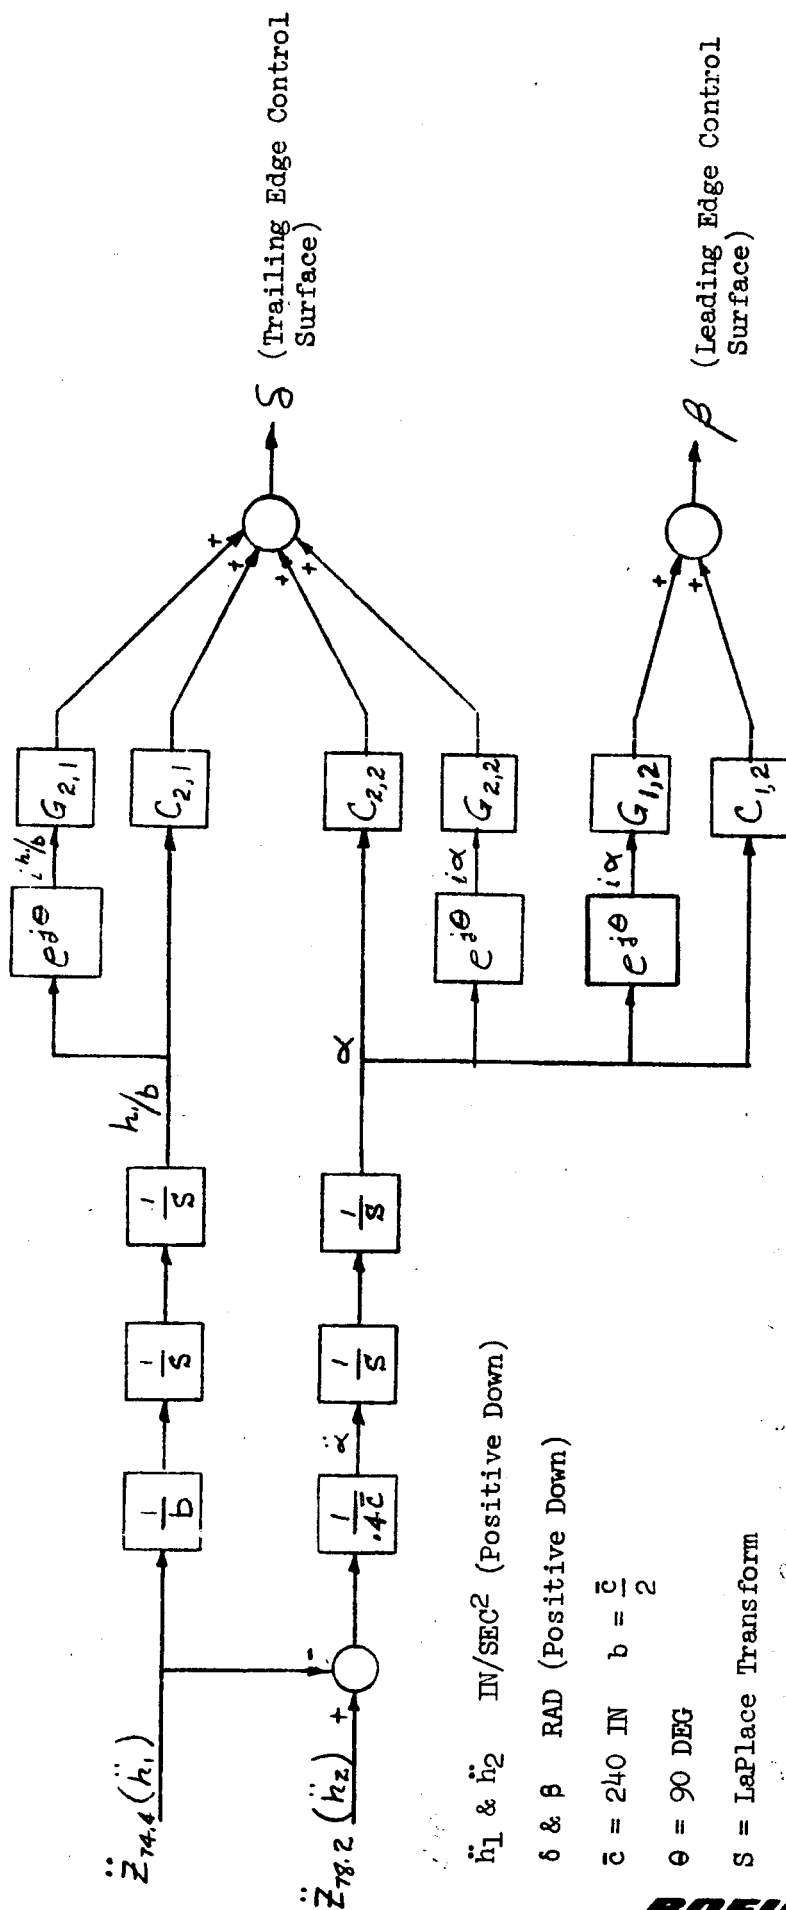 Z̈74.4 (ḧ1)
1/b
1/S
1/S
h1/b
e^jθ
i h1/b
G2,1
C2,1
+
+
+
+
δ (Trailing Edge Control
Surface)
Z̈78.2 (ḧ2)
+
-
1/.4c̄
α̈
1/S
1/S
α
C2,2
e^jθ
iα
G2,2
e^jθ
iα
G1,2
C1,2
+
+
β (Leading Edge Control
Surface)
ḧ1 & ḧ2 IN/SEC² (Positive Down)
δ & β RAD (Positive Down)
c̄ = 240 IN b = c̄/2
θ = 90 DEG
S = LaPlace Transform